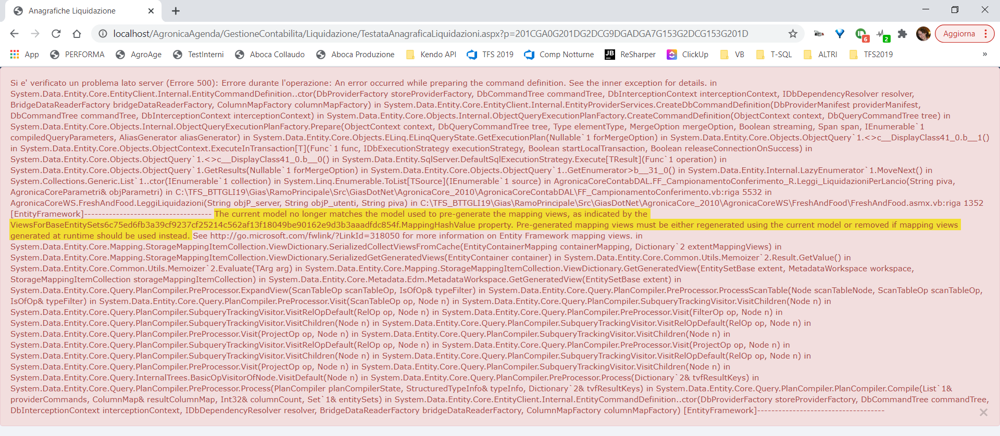 Anagrafiche Liquidazione
localhost/AgronicaAgenda/GestioneContabilita/Liquidazione/TestataAnagraficaLiquidazioni.aspx?p=201CGA0G201DG2DCG9DGADGA7G153G2DCG153G201D
6
2
Aggiorna
App PERFORMA AgroAge TestInterni Aboca Collaudo Aboca Produzione Kendo API TFS 2019 Comp Notturne JB ReSharper ClickUp VB T-SQL ALTRI TFS2019 »
Si e' verificato un problema lato server (Errore 500): Errore durante l'operazione: An error occurred while preparing the command definition. See the inner exception for details. in
System.Data.Entity.Core.EntityClient.Internal.EntityCommandDefinition..ctor(DbProviderFactory storeProviderFactory, DbCommandTree commandTree, DbInterceptionContext interceptionContext, IDbDependencyResolver resolver,
BridgeDataReaderFactory bridgeDataReaderFactory, ColumnMapFactory columnMapFactory) in System.Data.Entity.Core.EntityClient.Internal.EntityProviderServices.CreateDbCommandDefinition(DbProviderManifest providerManifest,
DbCommandTree commandTree, DbInterceptionContext interceptionContext) in System.Data.Entity.Core.Objects.Internal.ObjectQueryExecutionPlanFactory.CreateCommandDefinition(ObjectContext context, DbQueryCommandTree tree) in
System.Data.Entity.Core.Objects.Internal.ObjectQueryExecutionPlanFactory.Prepare(ObjectContext context, DbQueryCommandTree tree, Type elementType, MergeOption mergeOption, Boolean streaming, Span span, IEnumerable`1
compiledQueryParameters, AliasGenerator aliasGenerator) in System.Data.Entity.Core.Objects.ELinq.ELinqQueryState.GetExecutionPlan(Nullable`1 forMergeOption) in System.Data.Entity.Core.Objects.ObjectQuery`1.<>c__DisplayClass41_0.b__1()
in System.Data.Entity.Core.Objects.ObjectContext.ExecuteInTransaction[T](Func`1 func, IDbExecutionStrategy executionStrategy, Boolean startLocalTransaction, Boolean releaseConnectionOnSuccess) in
System.Data.Entity.Core.Objects.ObjectQuery`1.<>c__DisplayClass41_0.b__0() in System.Data.Entity.SqlServer.DefaultSqlExecutionStrategy.Execute[TResult](Func`1 operation) in
System.Data.Entity.Core.Objects.ObjectQuery`1.GetResults(Nullable`1 forMergeOption) in System.Data.Entity.Core.Objects.ObjectQuery`1..GetEnumerator>b__31_0() in System.Data.Entity.Internal.LazyEnumerator`1.MoveNext() in
System.Collections.Generic.List`1..ctor(IEnumerable`1 collection) in System.Linq.Enumerable.ToList[TSource](IEnumerable`1 source) in AgronicaCoreContabDAL.FF_CampionamentoConferimento_R.Leggi_LiquidazioniPerLancio(String piva,
AgronicaCoreParametri& objParametri) in C:\TFS_BTTGLI19\Gias\RamoPrincipale\Src\GiasDotNet\AgronicaCore_2010\AgronicaCoreContabDAL\FF_CampionamentoConferimento.vb:riga 5532 in
AgronicaCoreWS.FreshAndFood.LeggiLiquidazioni(String objP_server, String objP_utenti, String piva) in C:\TFS_BTTGLI19\Gias\RamoPrincipale\Src\GiasDotNet\AgronicaCore_2010\AgronicaCoreWS\FreshAndFood\FreshAndFood.asmx.vb:riga 1352
[EntityFramework]------------------------------------ The current model no longer matches the model used to pre-generate the mapping views, as indicated by the
ViewsForBaseEntitySets6c75ed6fb3a39cf9237cf25214c562af13f18049be90162e9d3b3aaadfdc854f.MappingHashValue property. Pre-generated mapping views must be either regenerated using the current model or removed if mapping views
generated at runtime should be used instead. See http://go.microsoft.com/fwlink/?LinkId=318050 for more information on Entity Framework mapping views. in
System.Data.Entity.Core.Mapping.StorageMappingItemCollection.ViewDictionary.SerializedCollectViewsFromCache(EntityContainerMapping containerMapping, Dictionary`2 extentMappingViews) in
System.Data.Entity.Core.Mapping.StorageMappingItemCollection.ViewDictionary.SerializedGetGeneratedViews(EntityContainer container) in System.Data.Entity.Core.Common.Utils.Memoizer`2.Result.GetValue() in
System.Data.Entity.Core.Common.Utils.Memoizer`2.Evaluate(TArg arg) in System.Data.Entity.Core.Mapping.StorageMappingItemCollection.ViewDictionary.GetGeneratedView(EntitySetBase extent, MetadataWorkspace workspace,
StorageMappingItemCollection storageMappingItemCollection) in System.Data.Entity.Core.Metadata.Edm.MetadataWorkspace.GetGeneratedView(EntitySetBase extent) in
System.Data.Entity.Core.Query.PlanCompiler.PreProcessor.ExpandView(ScanTableOp scanTableOp, IsOfOp& typeFilter) in System.Data.Entity.Core.Query.PlanCompiler.PreProcessor.ProcessScanTable(Node scanTableNode, ScanTableOp scanTableOp,
IsOfOp& typeFilter) in System.Data.Entity.Core.Query.PlanCompiler.PreProcessor.Visit(ScanTableOp op, Node n) in System.Data.Entity.Core.Query.PlanCompiler.SubqueryTrackingVisitor.VisitChildren(Node n) in
System.Data.Entity.Core.Query.PlanCompiler.SubqueryTrackingVisitor.VisitRelOpDefault(RelOp op, Node n) in System.Data.Entity.Core.Query.PlanCompiler.PreProcessor.Visit(FilterOp op, Node n) in
System.Data.Entity.Core.Query.PlanCompiler.SubqueryTrackingVisitor.VisitChildren(Node n) in System.Data.Entity.Core.Query.PlanCompiler.SubqueryTrackingVisitor.VisitRelOpDefault(RelOp op, Node n) in
System.Data.Entity.Core.Query.PlanCompiler.PreProcessor.Visit(ProjectOp op, Node n) in System.Data.Entity.Core.Query.PlanCompiler.SubqueryTrackingVisitor.VisitChildren(Node n) in
System.Data.Entity.Core.Query.PlanCompiler.SubqueryTrackingVisitor.VisitRelOpDefault(RelOp op, Node n) in System.Data.Entity.Core.Query.PlanCompiler.PreProcessor.Visit(ProjectOp op, Node n) in
System.Data.Entity.Core.Query.PlanCompiler.SubqueryTrackingVisitor.VisitChildren(Node n) in System.Data.Entity.Core.Query.PlanCompiler.SubqueryTrackingVisitor.VisitRelOpDefault(RelOp op, Node n) in
System.Data.Entity.Core.Query.PlanCompiler.PreProcessor.Visit(ProjectOp op, Node n) in System.Data.Entity.Core.Query.PlanCompiler.SubqueryTrackingVisitor.VisitChildren(Node n) in
System.Data.Entity.Core.Query.InternalTrees.BasicOpVisitorOfNode.VisitDefault(Node n) in System.Data.Entity.Core.Query.PlanCompiler.PreProcessor.Process(Dictionary`2& tvfResultKeys) in
System.Data.Entity.Core.Query.PlanCompiler.PreProcessor.Process(PlanCompiler planCompilerState, StructuredTypeInfo& typeInfo, Dictionary`2& tvfResultKeys) in System.Data.Entity.Core.Query.PlanCompiler.PlanCompiler.Compile(List`1&
providerCommands, ColumnMap& resultColumnMap, Int32& columnCount, Set`1& entitySets) in System.Data.Entity.Core.EntityClient.Internal.EntityCommandDefinition..ctor(DbProviderFactory storeProviderFactory, DbCommandTree commandTree,
DbInterceptionContext interceptionContext, IDbDependencyResolver resolver, BridgeDataReaderFactory bridgeDataReaderFactory, ColumnMapFactory columnMapFactory) [EntityFramework]------------------------------------